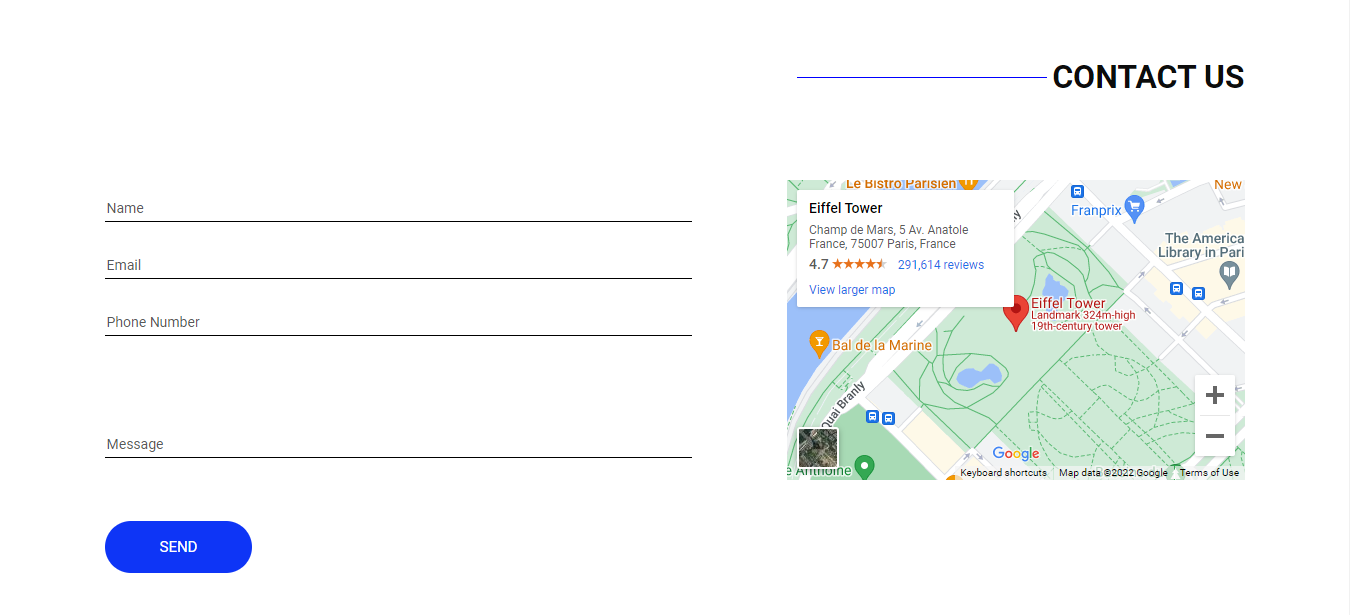 CONTACT US
Name
Email
Phone Number
Message
SEND
Le Bistro Parisien
New
Eiffel Tower
Champ de Mars, 5 Av. Anatole
France, 75007 Paris, France
4.7 291,614 reviews
View larger map
Franprix
The America
Library in Pari
Eiffel Tower
Landmark 324m-high
19th-century tower
Bal de la Marine
Quai Branly
e Anthoine
Google
Keyboard shortcuts
Map data ©2022 Google
Terms of Use